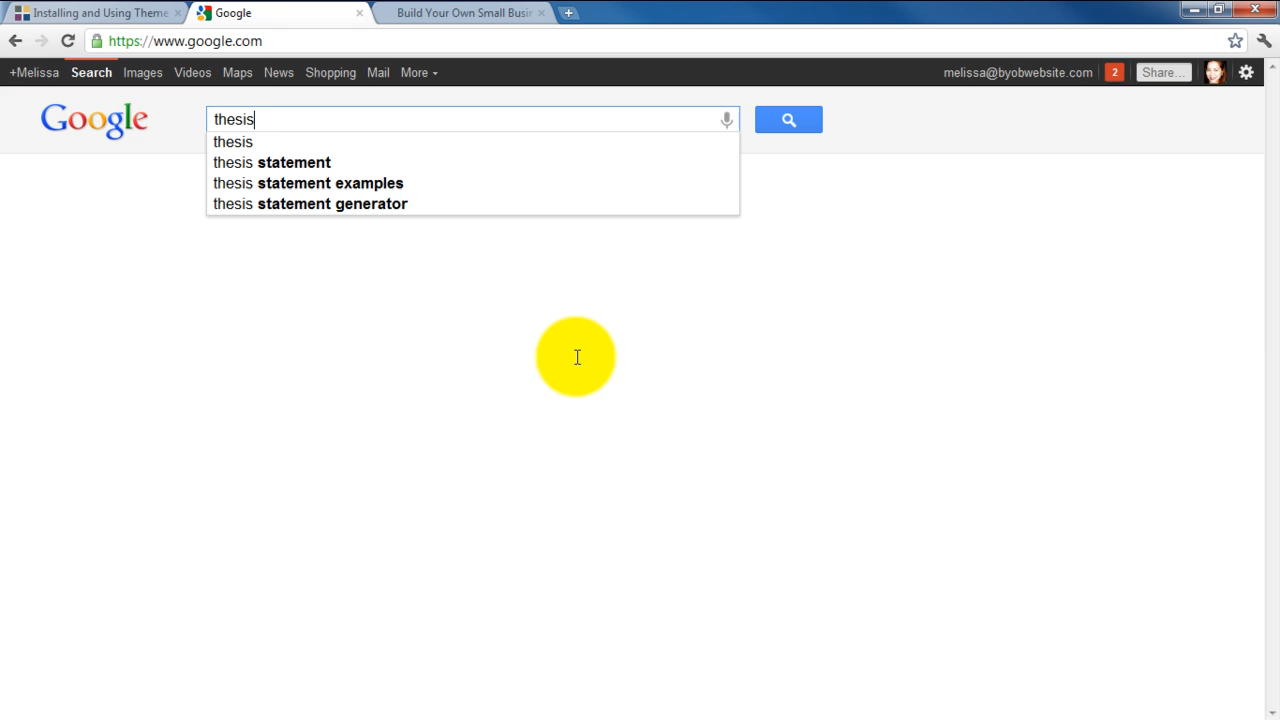 Installing and Using Theme
Google
Build Your Own Small Busir
https://www.google.com
+Melissa Search Images Videos Maps News Shopping Mail More
melissa@byobwebsite.com 2 Share...
Google
thesis
thesis
thesis statement
thesis statement examples
thesis statement generator